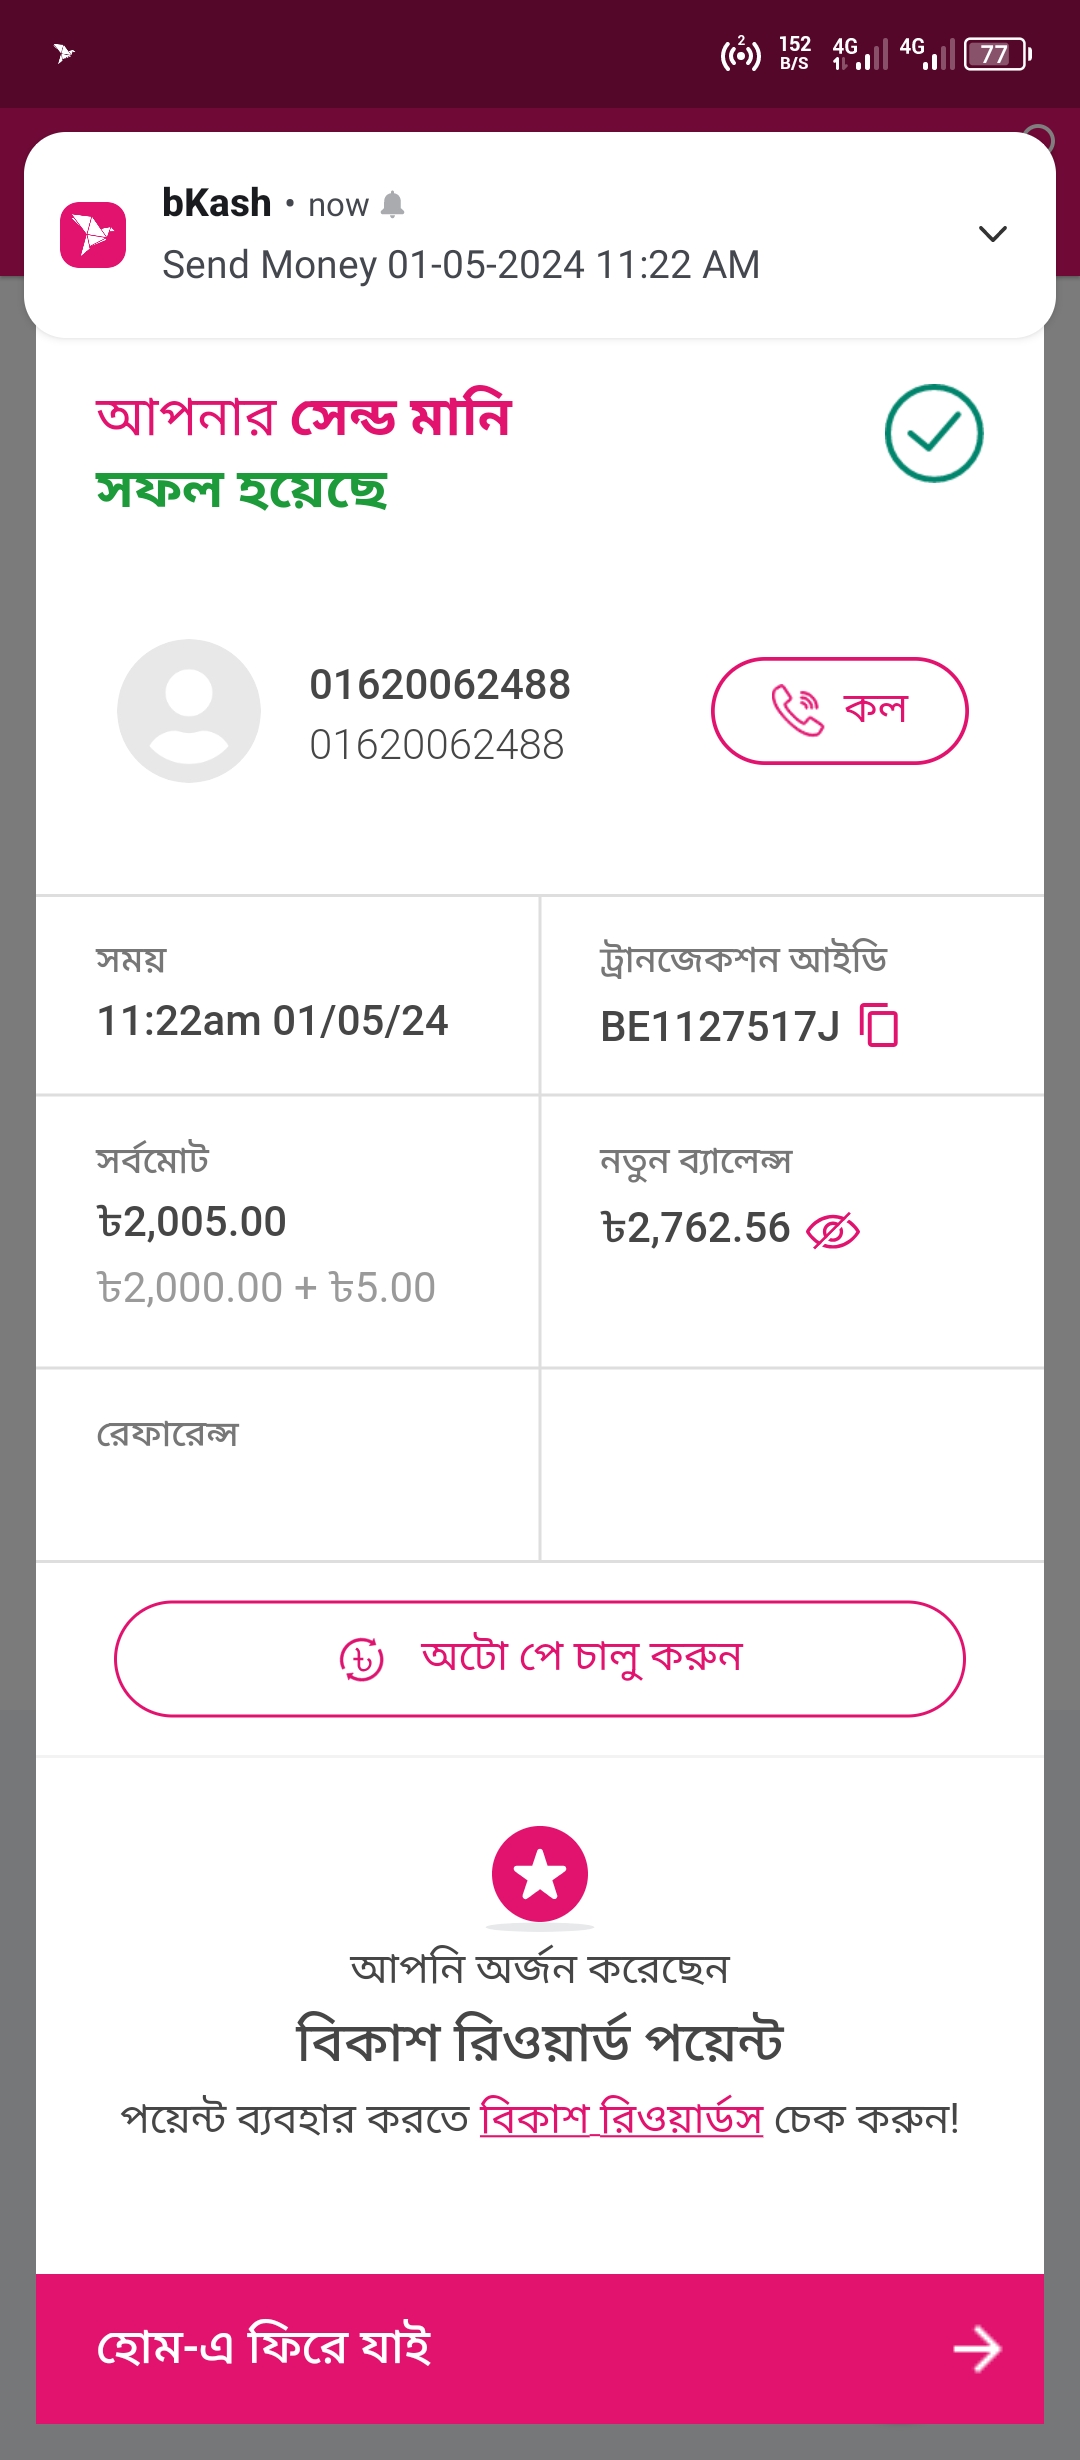 2
152 B/S
4G
4G
77
bKash • now
Send Money 01-05-2024 11:22 AM
আপনার সেন্ড মানি
সফল হয়েছে
01620062488
01620062488
কল
সময়
11:22am 01/05/24
ট্রানজেকশন আইডি
BE1127517J
সর্বমোট
৳2,005.00
৳2,000.00 + ৳5.00
নতুন ব্যালেন্স
৳2,762.56
রেফারেন্স
অটো পে চালু করুন
আপনি অর্জন করেছেন
বিকাশ রিওয়ার্ড পয়েন্ট
পয়েন্ট ব্যবহার করতে বিকাশ রিওয়ার্ডস চেক করুন!
হোম-এ ফিরে যাই